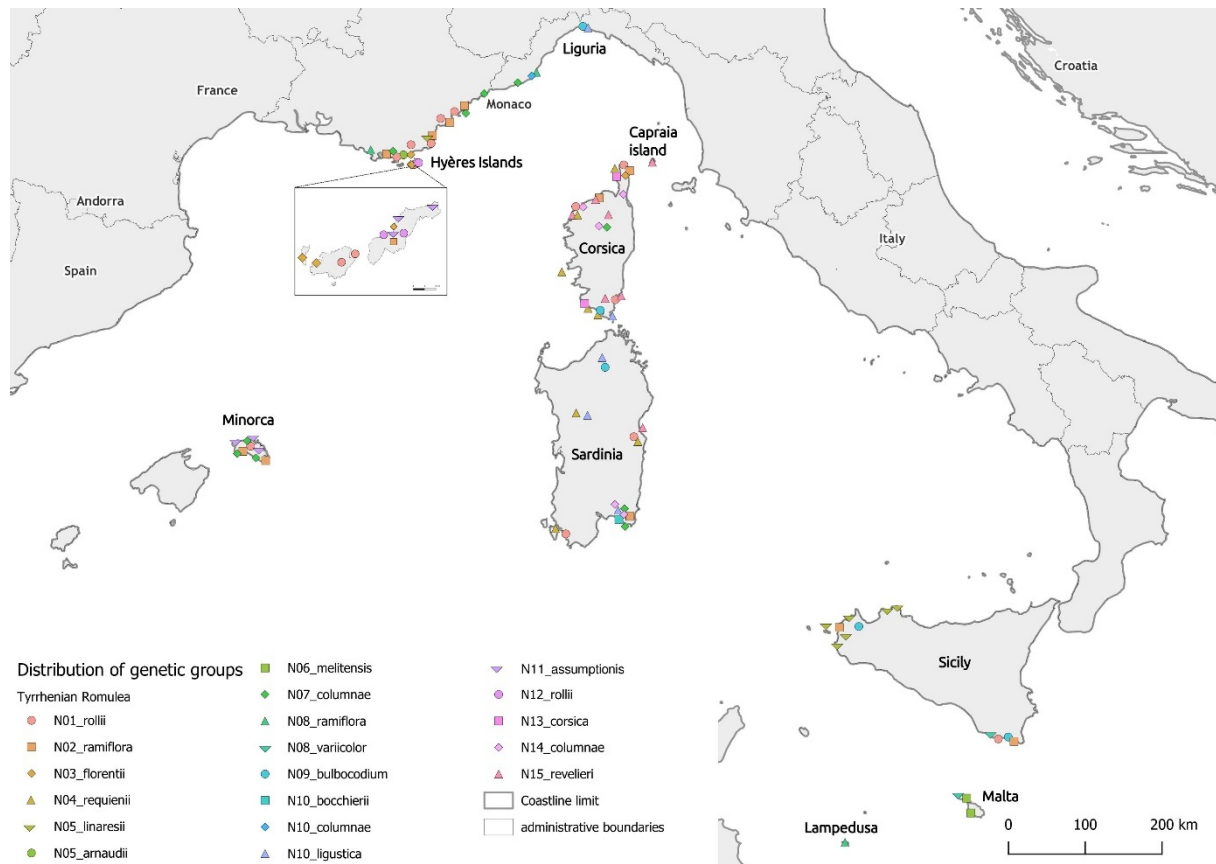 Liguria
Croatia
France
Monaco
Capraia
island
Hyères Islands
Andorra
Spain
Italy
Corsica
Minorca
Sardinia
Sicily
Malta
Lampedusa
0 100 200 km
Distribution of genetic groups
Tyrrhenian Romulea
N01_rollii
N02_ramiflora
N03_florentii
N04_requienii
N05_linaresii
N05_arnaudii
N06_melitensis
N07_columnae
N08_ramiflora
N08_variicolor
N09_bulbocodium
N10_bocchierii
N10_columnae
N10_ligustica
N11_assumptionis
N12_rollii
N13_corsica
N14_columnae
N15_revelieri
Coastline limit
administrative boundaries